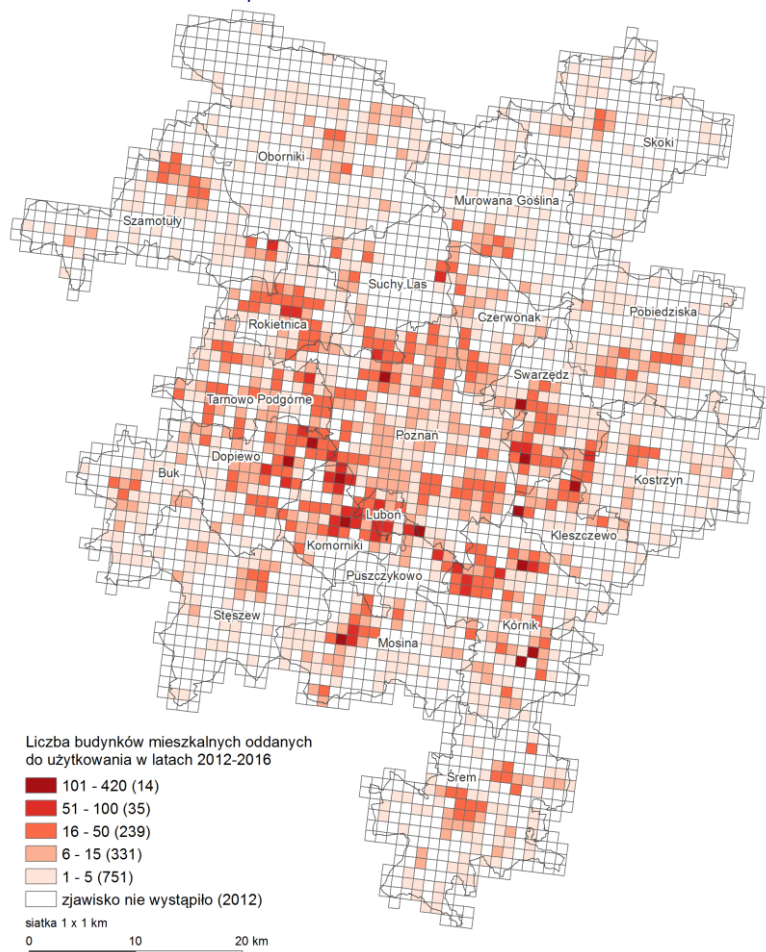 Skoki
Oborniki
Murowana Goślina
Szamotuły
Suchy Las
Pobiedziska
Czerwonak
Rokietnica
Swarzędz
Tarnowo Podgórne
Poznań
Dopiewo
Buk
Kostrzyn
Luboń
Kleszczewo
Komorniki
Puszczykowo
Stęszew
Kórnik
Mosina
Śrem
Liczba budynków mieszkalnych oddanych
do użytkowania w latach 2012-2016
101 - 420 (14)
51 - 100 (35)
16 - 50 (239)
6 - 15 (331)
1 - 5 (751)
zjawisko nie wystąpiło (2012)
siatka 1 x 1 km
0 10 20 km